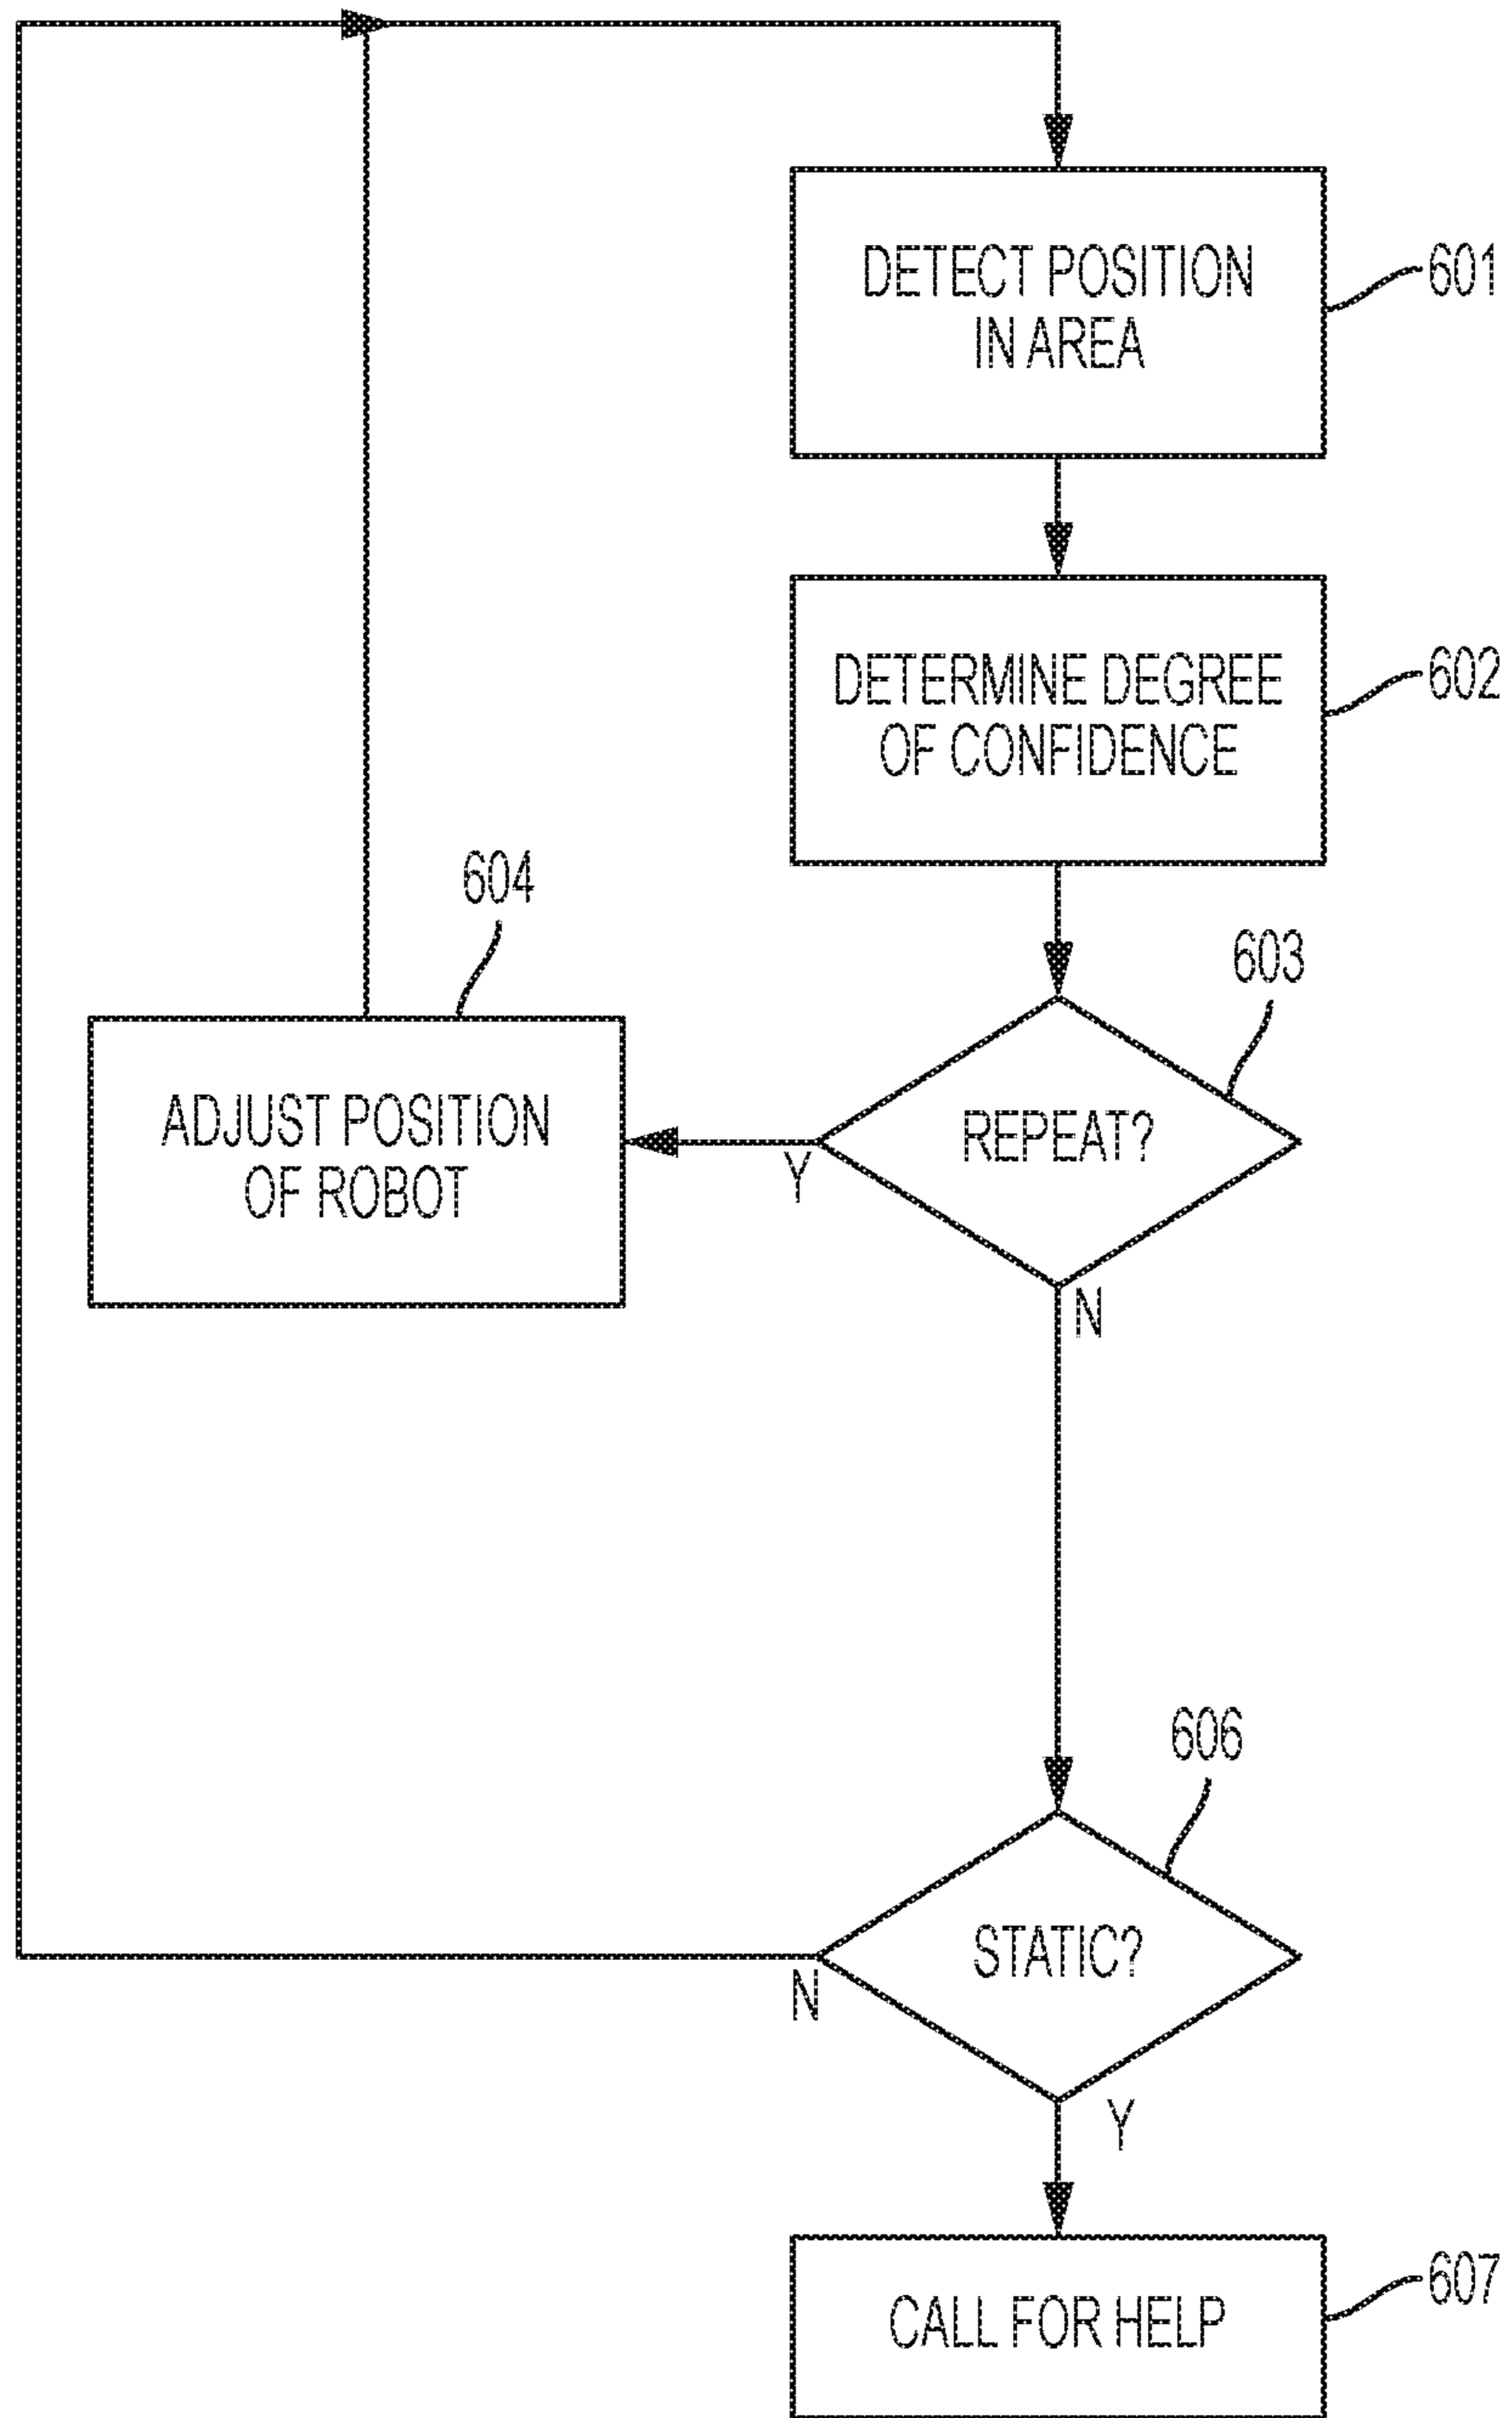 DETECT POSITION
IN AREA
601
DETERMINE DEGREE
OF CONFIDENCE
602
604
603
ADJUST POSITION
OF ROBOT
REPEAT?
Y
N
606
STATIC?
N
Y
CALL FOR HELP
607